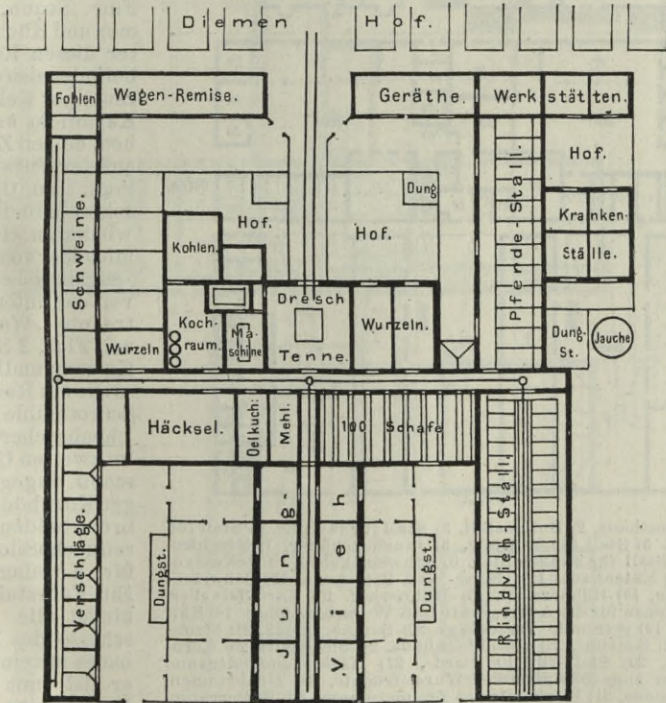 Diemen Hof.
Fohlen Wagen-Remise. Geräthe. Werkstätten.
Schweine.
Hof.
Hof.
Dung
Pferde-Stall.
Hof.
Kranken-
Ställe.
Kohlen.
Dresch
Tenne.
Wurzeln
Koch-
raum.
Ma-
schine
Wurzeln.
Dung-
St.
Jauche
Häcksel.
Oelkuch:
Mehl.
100 Schafe
Verschläge.
Dungst.
Jung-
Vieh
Dungst.
Rindvieh-Stall.